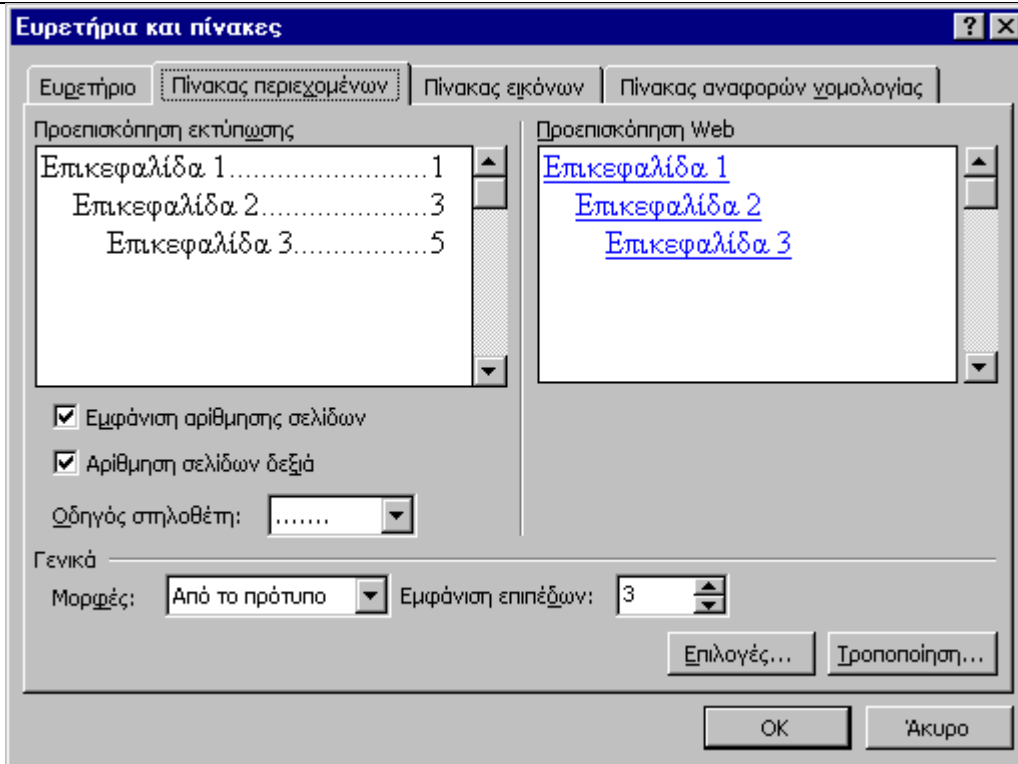 Ευρετήρια και πίνακες
Ευρετήριο Πίνακας περιεχομένων Πίνακας εικόνων Πίνακας αναφορών νομολογίας
Προεπισκόπηση εκτύπωσης
Επικεφαλίδα 1........................1
Επικεφαλίδα 2....................3
Επικεφαλίδα 3................5
Προεπισκόπηση Web
Επικεφαλίδα 1
Επικεφαλίδα 2
Επικεφαλίδα 3
Εμφάνιση αρίθμησης σελίδων
Αρίθμηση σελίδων δεξιά
Οδηγός στηλοθέτη: .......
Γενικά
Μορφές: Από το πρότυπο Εμφάνιση επιπέδων: 3
Επιλογές... Τροποποίηση...
OK Άκυρο